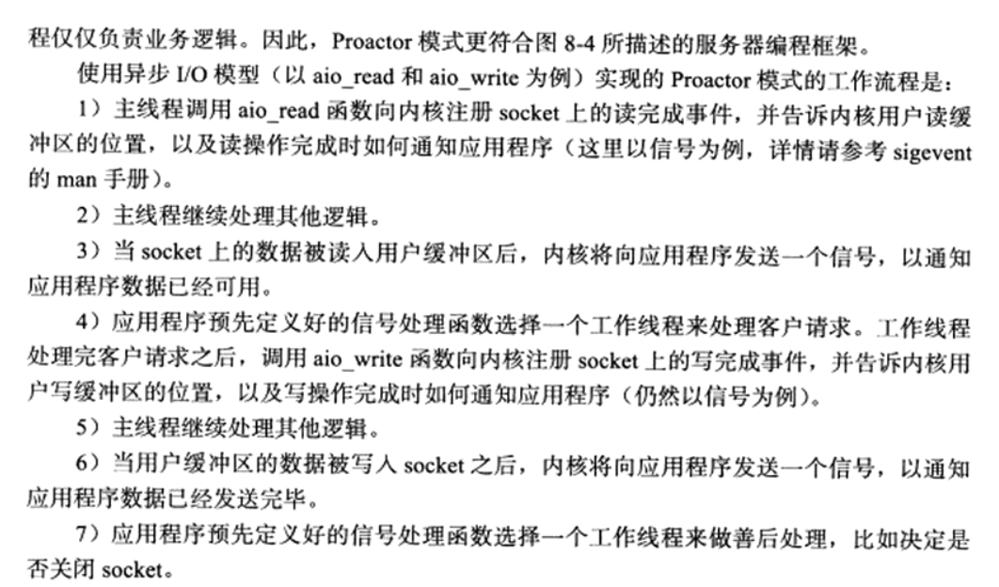 程仅仅负责业务逻辑。因此，Proactor 模式更符合图 8-4 所描述的服务器编程框架。
使用异步 I/O 模型（以 aio_read 和 aio_write 为例）实现的 Proactor 模式的工作流程是：
1）主线程调用 aio_read 函数向内核注册 socket 上的读完成事件，并告诉内核用户读缓
冲区的位置，以及读操作完成时如何通知应用程序（这里以信号为例，详情请参考 sigevent
的 man 手册）。
2）主线程继续处理其他逻辑。
3）当 socket 上的数据被读入用户缓冲区后，内核将向应用程序发送一个信号，以通知
应用程序数据已经可用。
4）应用程序预先定义好的信号处理函数选择一个工作线程来处理客户请求。工作线程
处理完客户请求之后，调用 aio_write 函数向内核注册 socket 上的写完成事件，并告诉内核用
户写缓冲区的位置，以及写操作完成时如何通知应用程序（仍然以信号为例）。
5）主线程继续处理其他逻辑。
6）当用户缓冲区的数据被写入 socket 之后，内核将向应用程序发送一个信号，以通知
应用程序数据已经发送完毕。
7）应用程序预先定义好的信号处理函数选择一个工作线程来做善后处理，比如决定是
否关闭 socket。